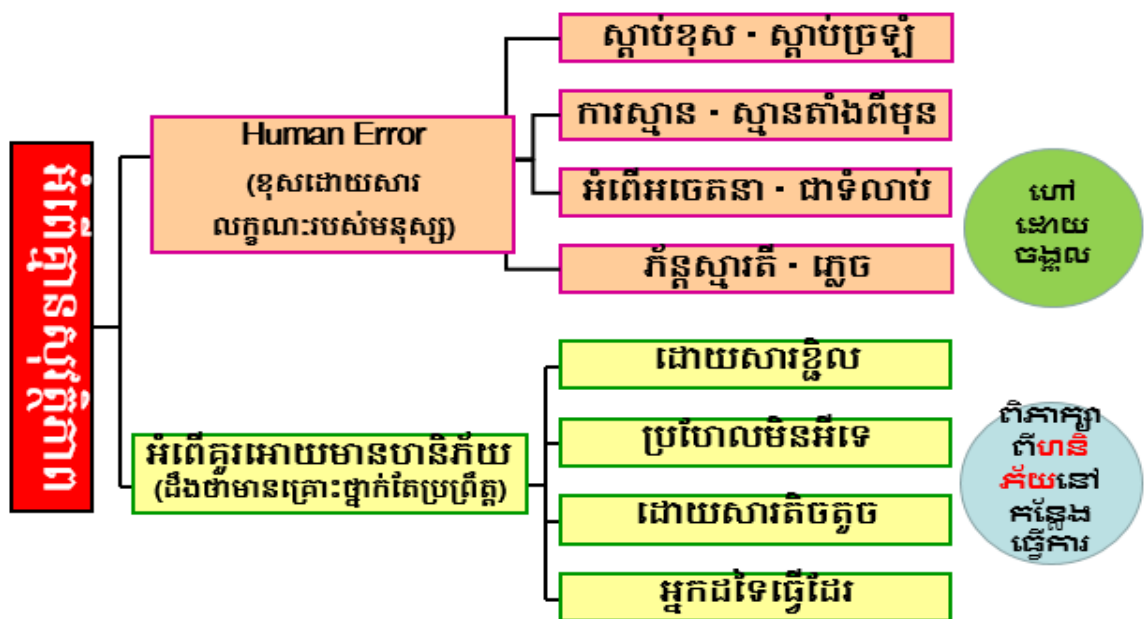 អំពើគ្មានសុវត្ថិភាព
Human Error
(ខុសដោយសារ
លក្ខណៈរបស់មនុស្ស)
ស្តាប់ខុស · ស្តាប់ច្រឡំ
ការស្មាន · ស្មានតាំងពីមុន
អំពើអចេតនា · ជាទំលាប់
ភ័ន្តស្មារតី · ភ្លេច
ហៅ
ដោយ
ចង្អុល
អំពើគួរអោយមានហានិភ័យ
(ដឹងថាមានគ្រោះថ្នាក់តែប្រព្រឹត្ត)
ដោយសារខ្ជិល
ប្រហែលមិនអីទេ
ដោយសារតិចតួច
អ្នកដទៃធ្វើដែរ
ពិភាក្សា
ពីហានិ
ភ័យនៅ
កន្លែង
ធ្វើការ